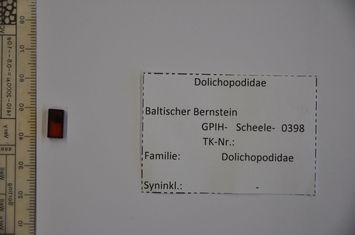 Dolichopodidae
Baltischer Bernstein
GPIH- Scheele- 0398
TK-Nr.:
Familie: Dolichopodidae
Syninkl.: -